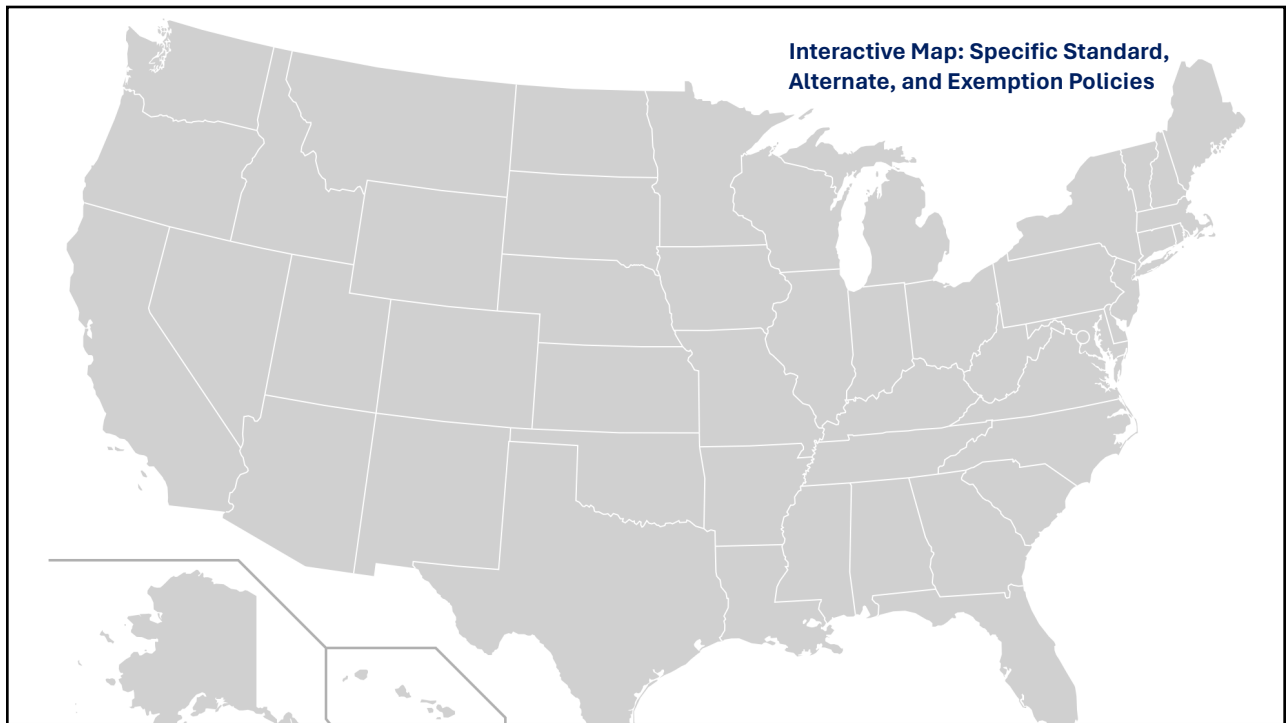 Interactive Map: Specific Standard,
Alternate, and Exemption Policies